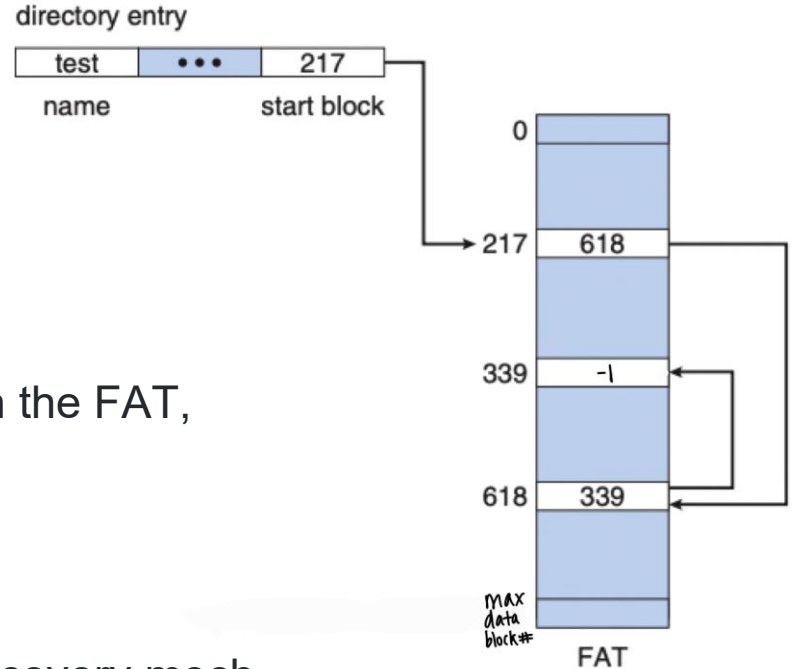 directory entry
test ••• 217
name start block
0
217 618
339 -1
the FAT,
618 339
max
data
block#
FAT